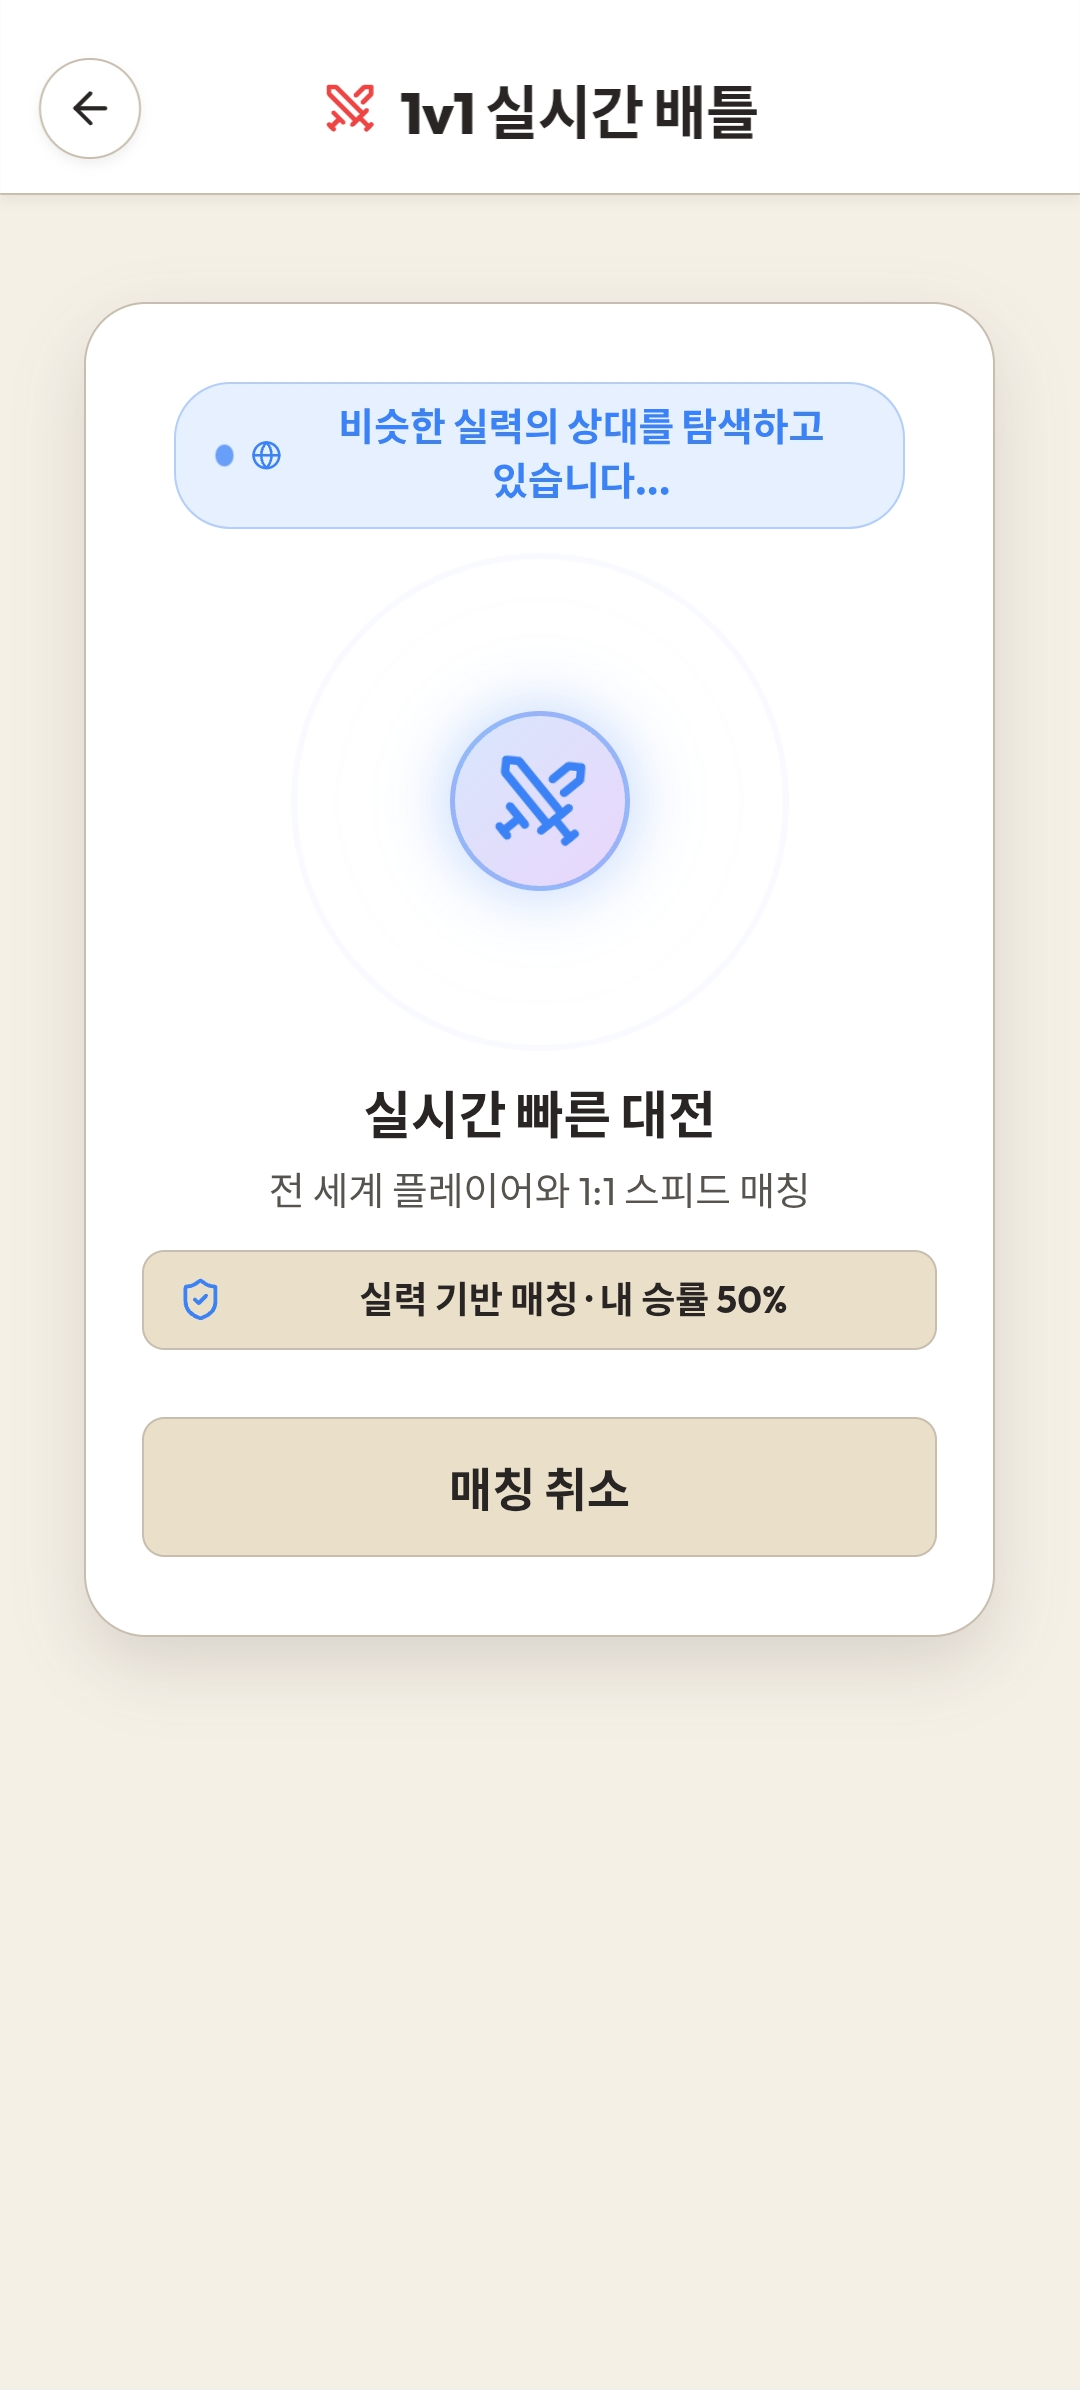 1v1 실시간 배틀
비슷한 실력의 상대를 탐색하고
있습니다...
실시간 빠른 대전
전 세계 플레이어와 1:1 스피드 매칭
실력 기반 매칭 · 내 승률 50%
매칭 취소